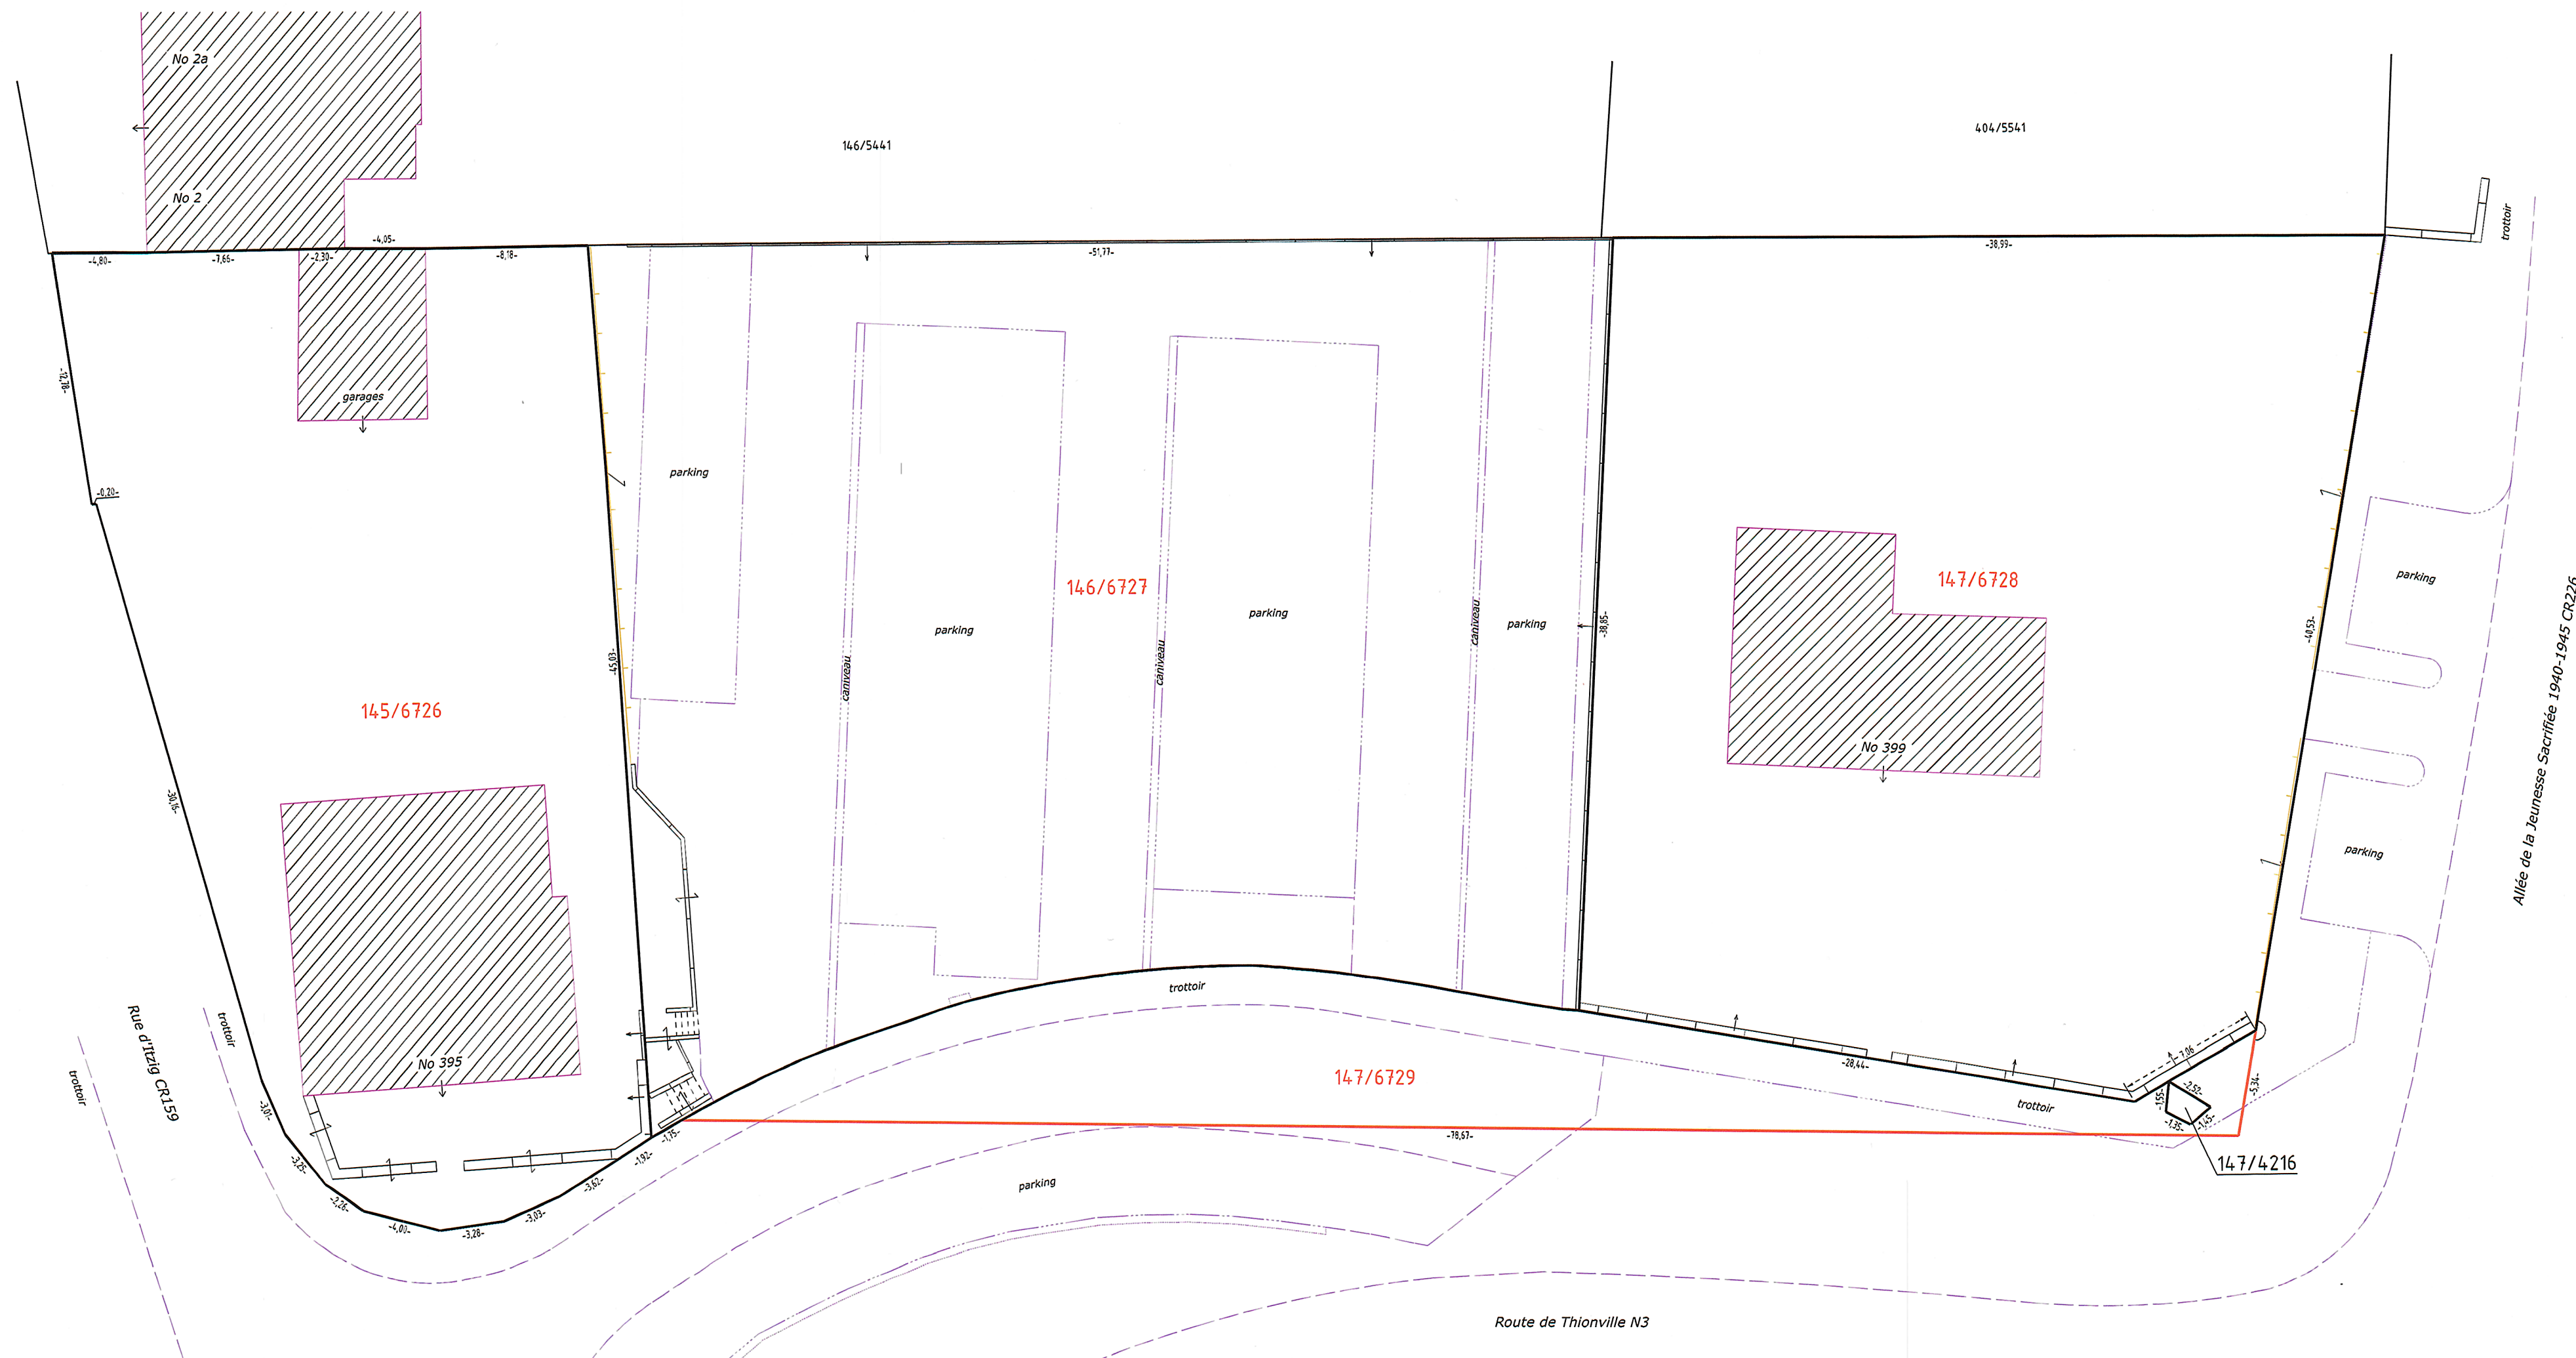 No 2a
404/5541
146/5441
No 2
trottoir
-4,05-
-4,80-
-7,66-
-2,30-
-8,18-
-51,77-
-38,99-
-12,78-
garages
parking
-0,20-
146/6727
147/6728
parking
parking
parking
parking
parking
-38,85-
-40,53-
caniveau
caniveau
caniveau
-45,03-
145/6726
No 399
Allée de la Jeunesse Sacrifiée 1940-1945 CR226
-30,16-
parking
trottoir
Rue d'Itzig CR159
trottoir
trottoir
No 395
147/6729
-28,44-
-7,06
trottoir
-5,34-
-2,52-
-1,55-
-1,35-
-1,45-
-3,01-
-3,25-
-2,26-
-4,00-
-3,28-
-3,03-
-3,62-
-1,92-
-1,75-
-78,67-
147/4216
parking
Route de Thionville N3